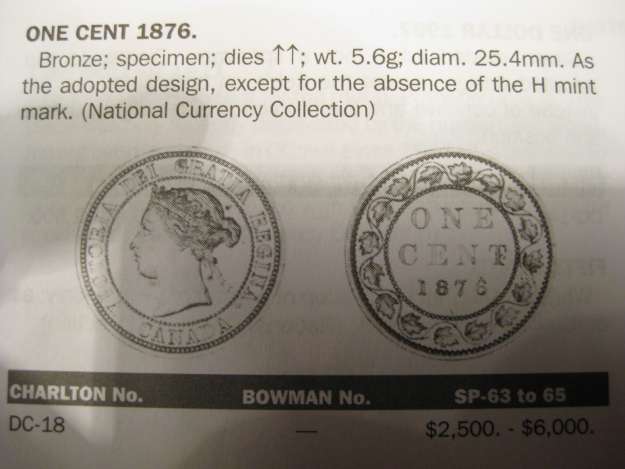 ONE CENT 1876.
Bronze; specimen; dies ↑↑; wt. 5.6g; diam. 25.4mm. As
the adopted design, except for the absence of the H mint
mark. (National Currency Collection)
VICTORIA DEI GRATIA REGINA.
CANADA
ONE
CENT
1876
CHARLTON No. BOWMAN No. SP-63 to 65
DC-18 — $2,500. - $6,000.